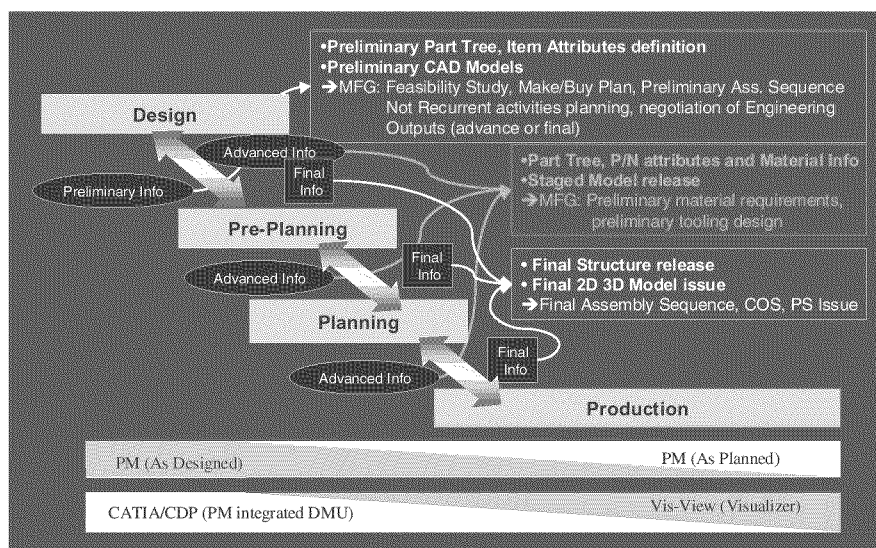 •Preliminary Part Tree, Item Attributes definition
•Preliminary CAD Models
➔MFG: Feasibility Study, Make/Buy Plan, Preliminary Ass. Sequence
Not Recurrent activities planning, negotiation of Engineering
Outputs (advance or final)
Design
Advanced Info
Final
Info
Preliminary Info
•Part Tree, P/N attributes and Material Info
•Staged Model release
➔MFG: Preliminary material requirements,
preliminary tooling design
Pre-Planning
Final
Info
Advanced Info
• Final Structure release
• Final 2D 3D Model issue
➔Final Assembly Sequence, COS, PS Issue
Planning
Final
Info
Advanced Info
Production
PM (As Designed)
PM (As Planned)
CATIA/CDP (PM integrated DMU)
Vis-View (Visualizer)